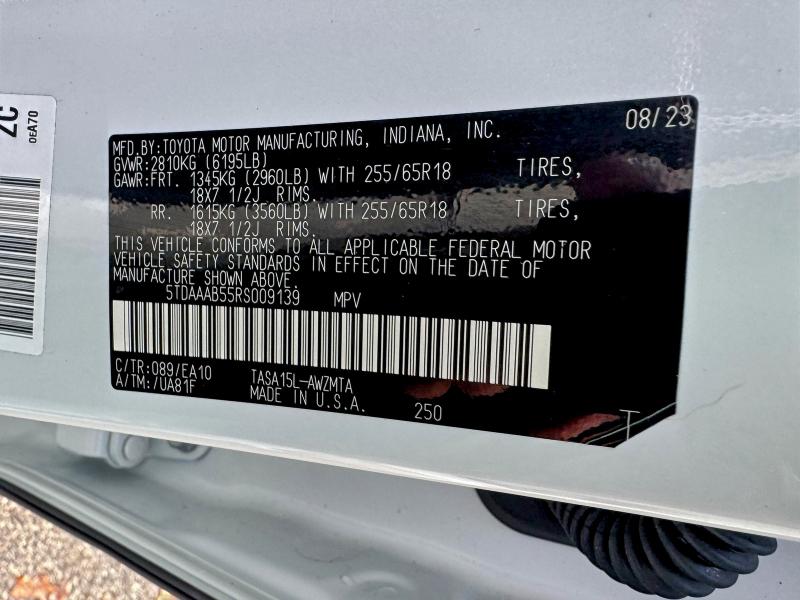 2C
0EA70
08/23
MFD.BY:TOYOTA MOTOR MANUFACTURING, INDIANA, INC.
GVWR:2810KG (6195LB)
GAWR:FRT. 1345KG (2960LB) WITH 255/65R18 TIRES,
18X7 1/2J RIMS.
RR. 1615KG (3560LB) WITH 255/65R18 TIRES,
18X7 1/2J RIMS.
THIS VEHICLE CONFORMS TO ALL APPLICABLE FEDERAL MOTOR
VEHICLE SAFETY STANDARDS IN EFFECT ON THE DATE OF
MANUFACTURE SHOWN ABOVE.
5TDAAAB55RS009139 MPV
C/TR:089/EA10 TASA15L-AWZMTA
A/TM:/UA81F MADE IN U.S.A. 250
T